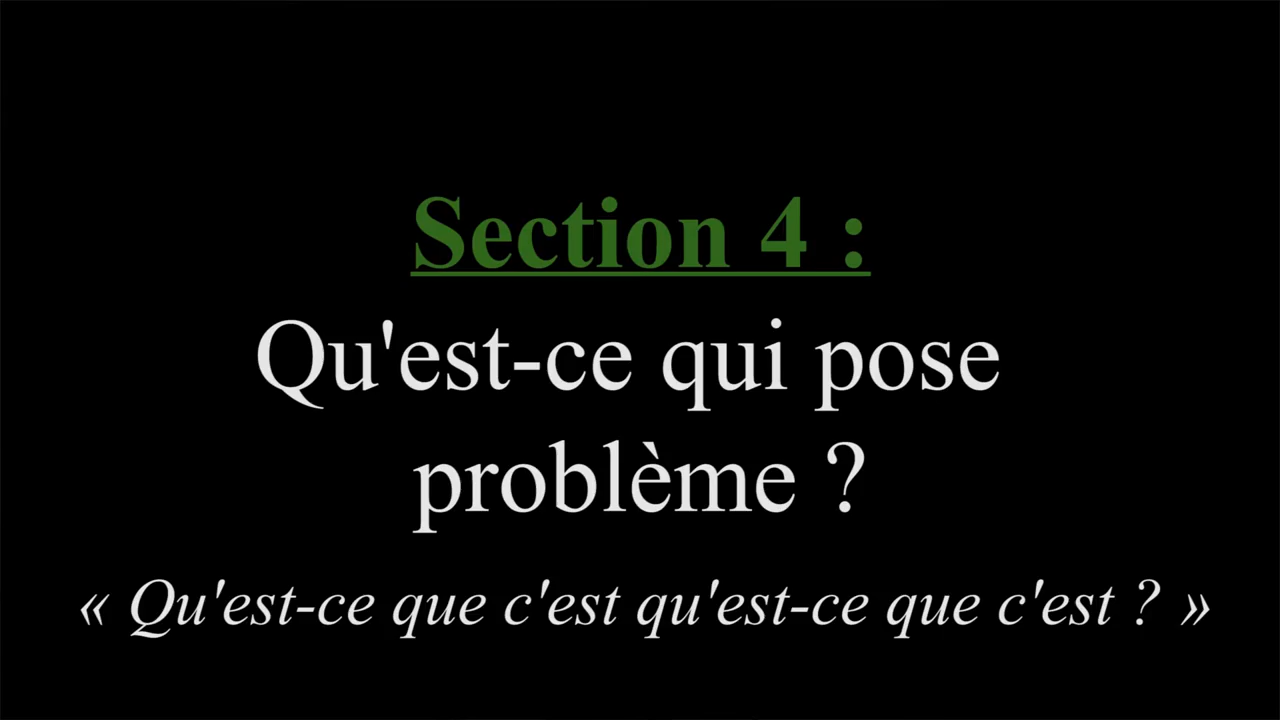 Section 4 :
Qu'est-ce qui pose
problème ?
« Qu'est-ce que c'est qu'est-ce que c'est ? »